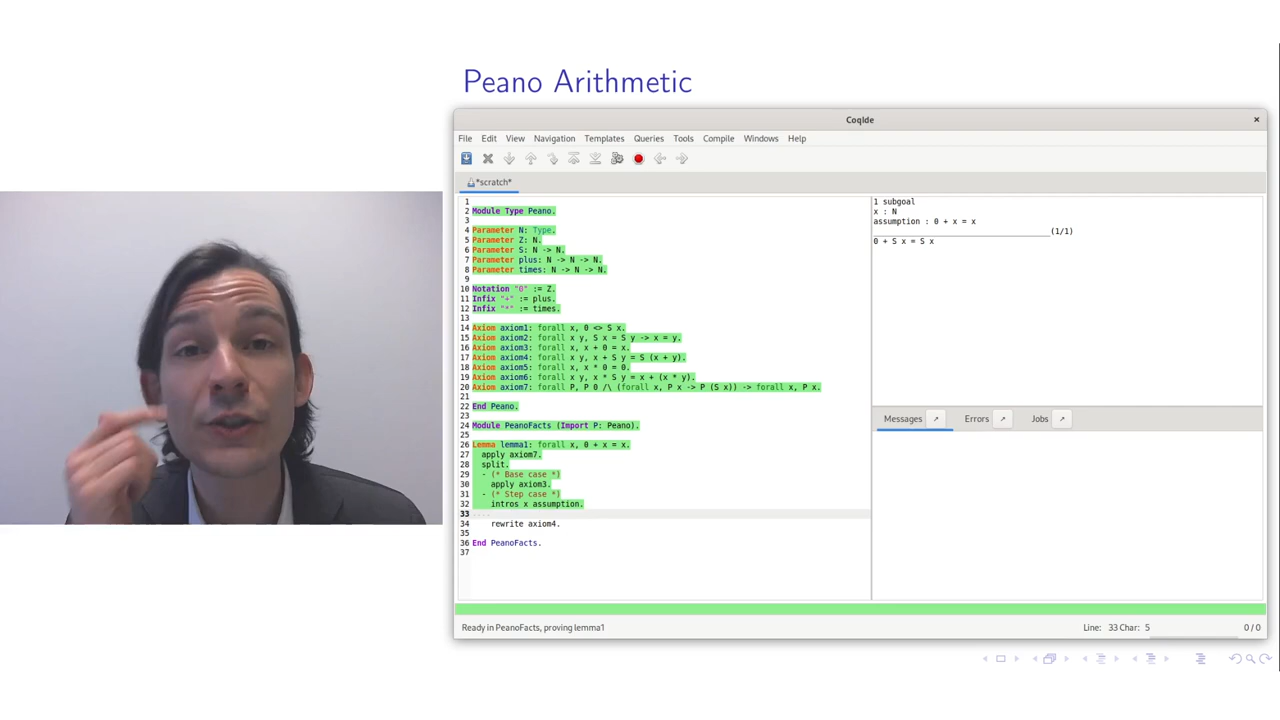 Peano Arithmetic
CoqIde
File Edit View Navigation Templates Queries Tools Compile Windows Help
*scratch*
1
2 Module Type Peano.
3
4 Parameter N: Type.
5 Parameter Z: N.
6 Parameter S: N -> N.
7 Parameter plus: N -> N -> N.
8 Parameter times: N -> N -> N.
9
10 Notation "0" := Z.
11 Infix "+" := plus.
12 Infix "*" := times.
13
14 Axiom axiom1: forall x, 0 <> S x.
15 Axiom axiom2: forall x y, S x = S y -> x = y.
16 Axiom axiom3: forall x, x + 0 = x.
17 Axiom axiom4: forall x y, x + S y = S (x + y).
18 Axiom axiom5: forall x, x * 0 = 0.
19 Axiom axiom6: forall x y, x * S y = x + (x * y).
20 Axiom axiom7: forall P, P 0 /\ (forall x, P x -> P (S x)) -> forall x, P x.
21
22 End Peano.
23
24 Module PeanoFacts (Import P: Peano).
25
26 Lemma lemma1: forall x, 0 + x = x.
27 apply axiom7.
28 split.
29 - (* Base case *)
30 apply axiom3.
31 - (* Step case *)
32 intros x assumption.
33
34 rewrite axiom4.
35
36 End PeanoFacts.
37
1 subgoal
x : N
assumption : 0 + x = x
(1/1)
0 + S x = S x
Messages Errors Jobs
Ready in PeanoFacts, proving lemma1
Line: 33 Char: 5
0 / 0